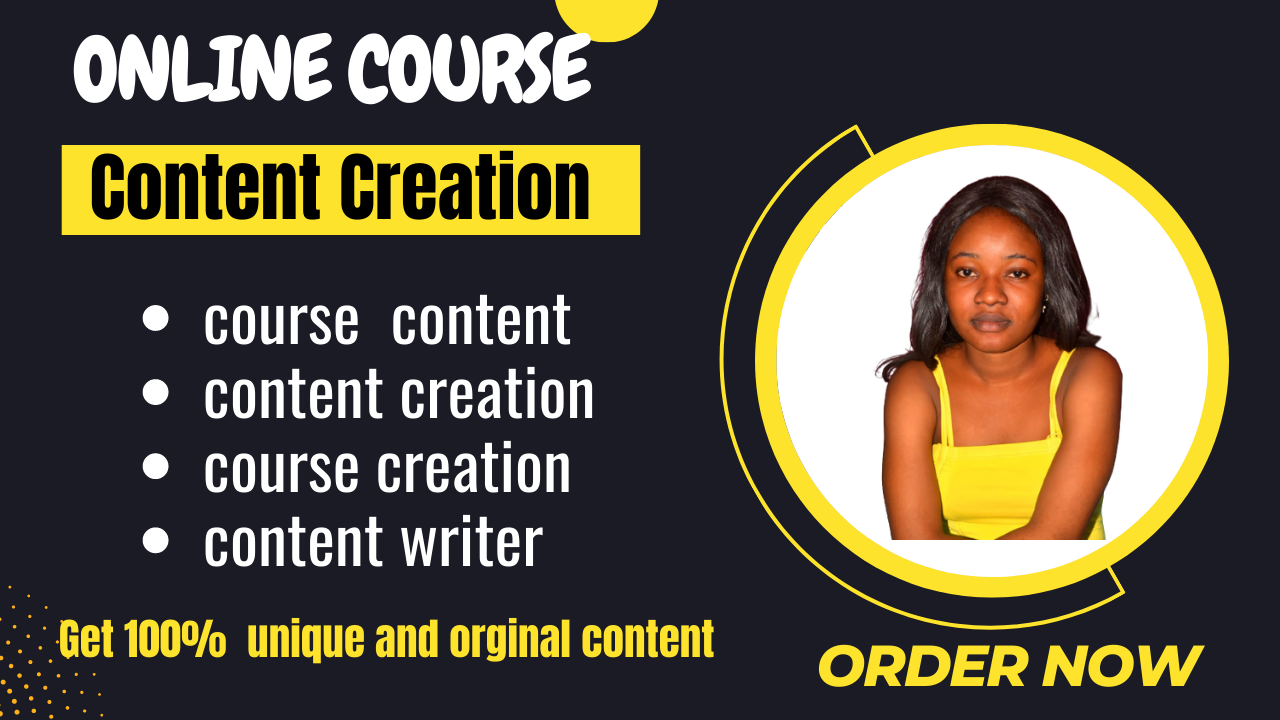 ONLINE COURSE
Content Creation
course content
content creation
course creation
content writer
Get 100% unique and orginal content
ORDER NOW